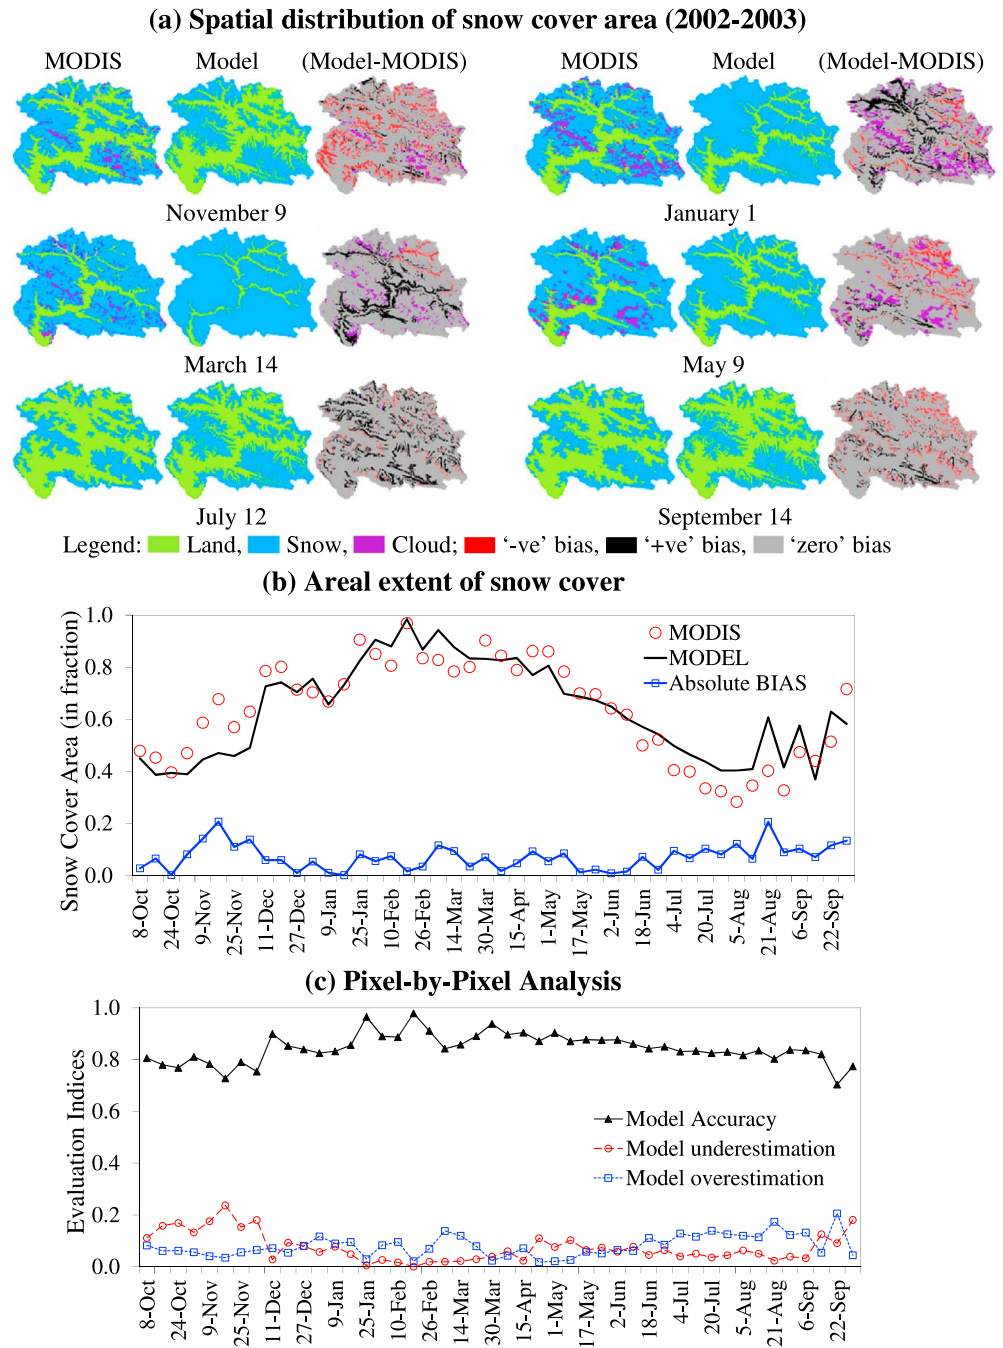 (a) Spatial distribution of snow cover area (2002-2003)
MODIS Model (Model-MODIS) MODIS Model (Model-MODIS)
November 9 January 1
March 14 May 9
July 12 September 14
Legend: Land, Snow, Cloud; ‘-ve’ bias, ‘+ve’ bias, ‘zero’ bias
(b) Areal extent of snow cover
Snow Cover Area (in fraction)
1.0
0.8
0.6
0.4
0.2
0.0
MODIS
MODEL
Absolute BIAS
8-Oct 24-Oct 9-Nov 25-Nov 11-Dec 27-Dec 9-Jan 25-Jan 10-Feb 26-Feb 14-Mar 30-Mar 15-Apr 1-May 17-May 2-Jun 18-Jun 4-Jul 20-Jul 5-Aug 21-Aug 6-Sep 22-Sep
(c) Pixel-by-Pixel Analysis
Evaluation Indices
1.0
0.8
0.6
0.4
0.2
0.0
Model Accuracy
Model underestimation
Model overestimation
8-Oct 24-Oct 9-Nov 25-Nov 11-Dec 27-Dec 9-Jan 25-Jan 10-Feb 26-Feb 14-Mar 30-Mar 15-Apr 1-May 17-May 2-Jun 18-Jun 4-Jul 20-Jul 5-Aug 21-Aug 6-Sep 22-Sep